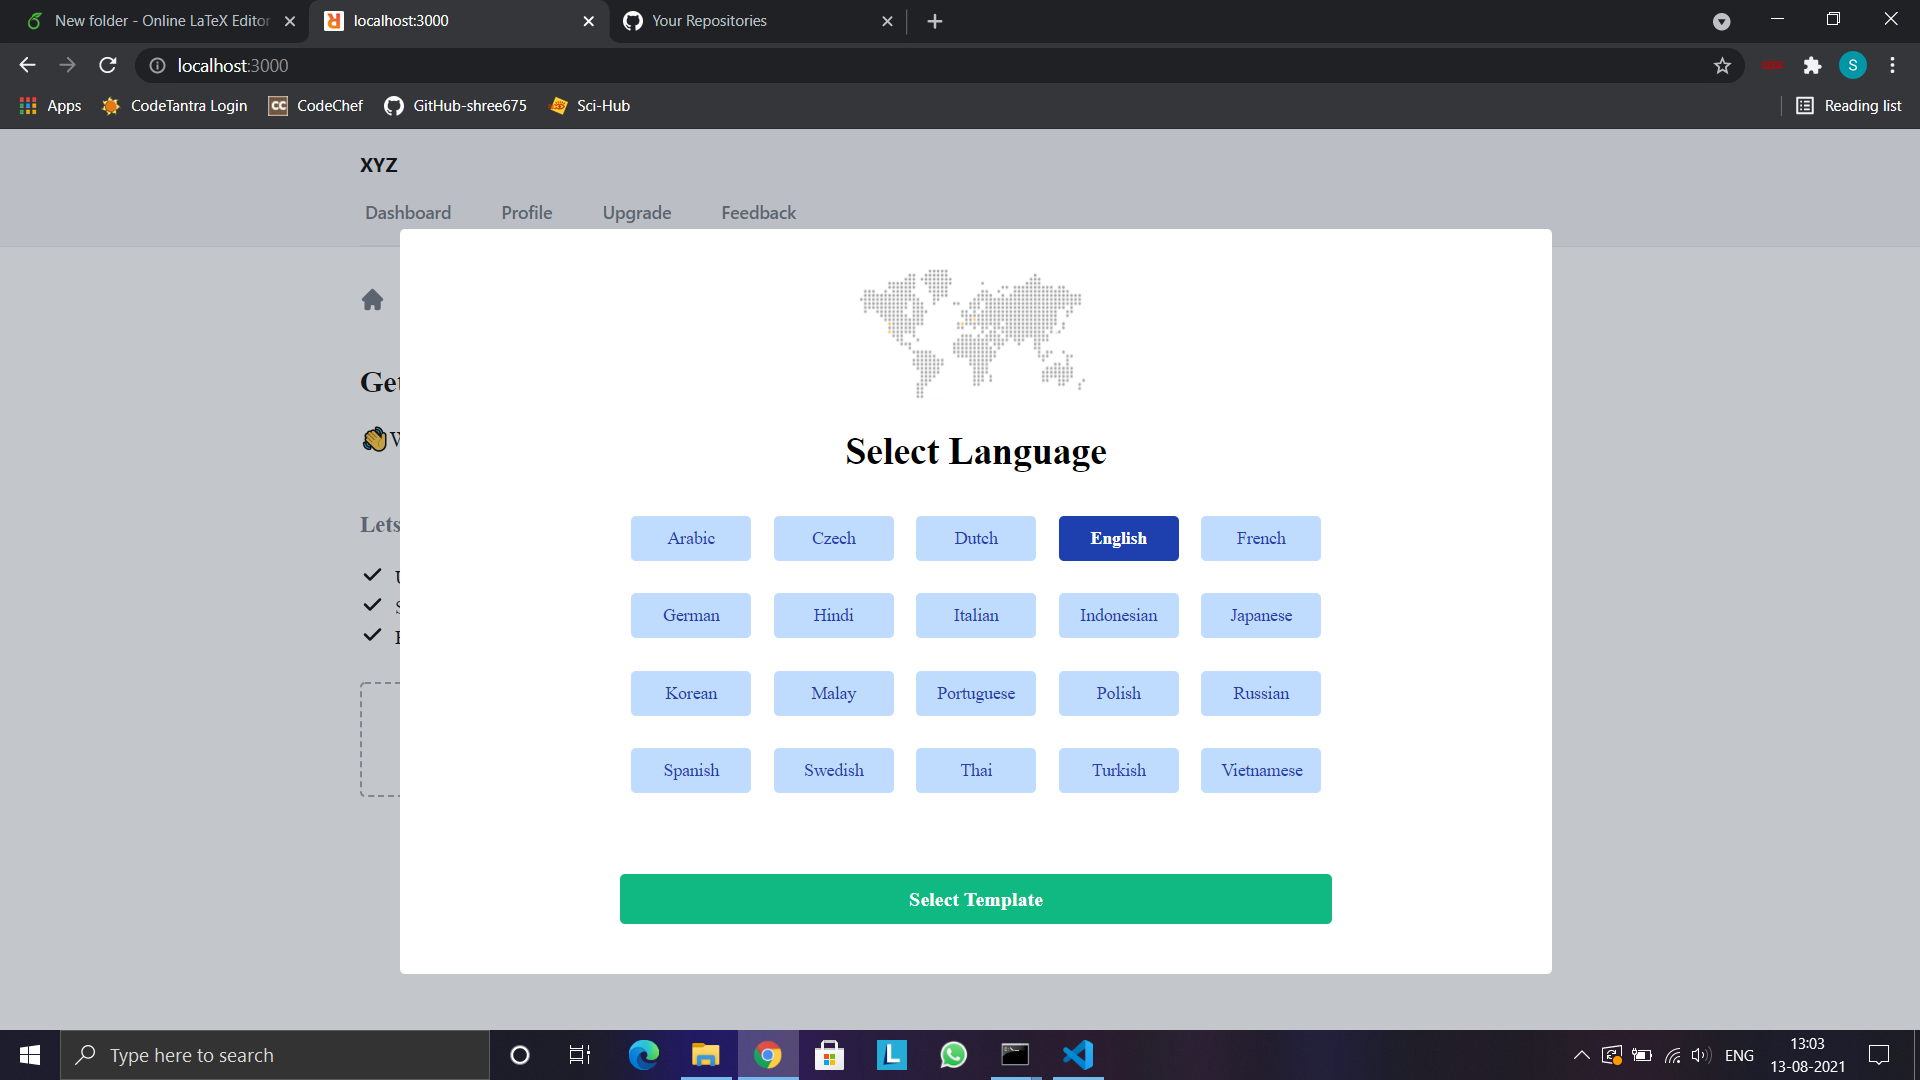 New folder - Online LaTeX Editor
localhost:3000
Your Repositories
localhost:3000
S
Apps
CodeTantra Login
CC
CodeChef
GitHub-shree675
Sci-Hub
Reading list
XYZ
Dashboard Profile Upgrade Feedback
Get
Lets
Select Language
Arabic Czech Dutch English French
German Hindi Italian Indonesian Japanese
Korean Malay Portuguese Polish Russian
Spanish Swedish Thai Turkish Vietnamese
Select Template
Type here to search
L
ENG
13:03
13-08-2021